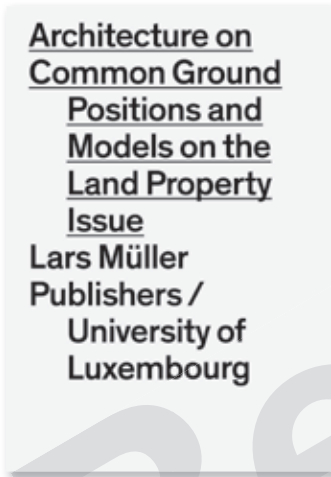 Architecture on
Common Ground
Positions and
Models on the
Land Property
Issue
Lars Müller
Publishers /
University of
Luxembourg